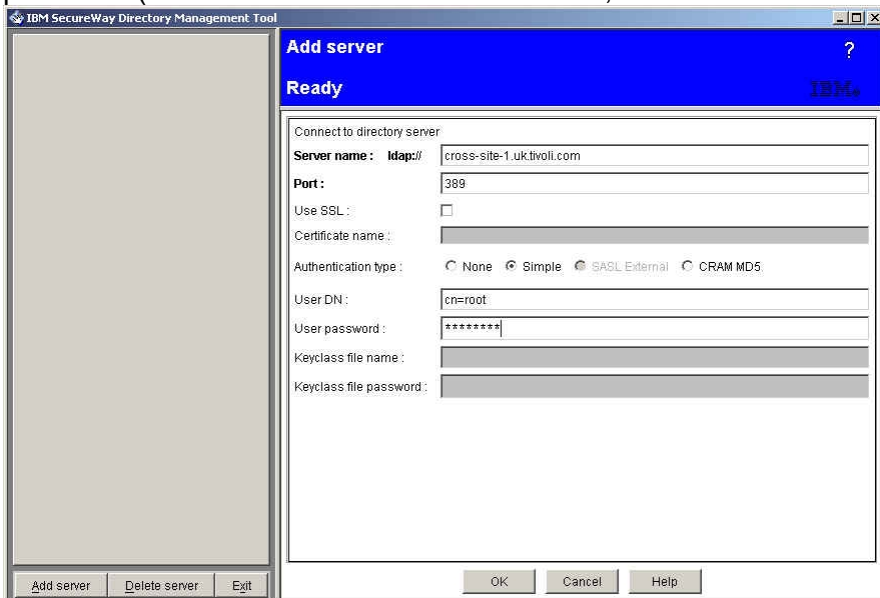 IBM SecureWay Directory Management Tool
Add server ?
Ready IBM
Connect to directory server
Server name : ldap:// cross-site-1.uk.tivoli.com
Port : 389
Use SSL :
Certificate name :
Authentication type : None Simple SASL External CRAM MD5
User DN : cn=root
User password : ********
Keyclass file name :
Keyclass file password :
Add server Delete server Exit OK Cancel Help